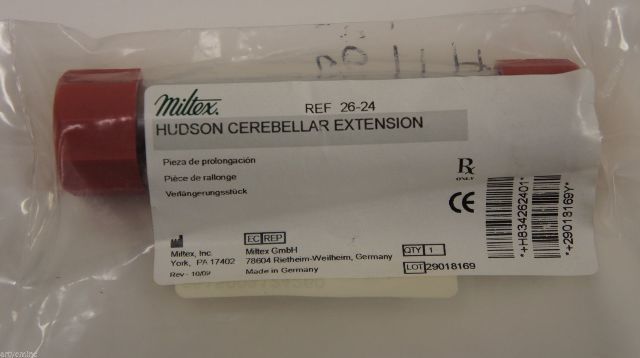 Miltex.
REF 26-24
HUDSON CEREBELLAR EXTENSION
Pieza de prolongación
Pièce de rallonge
Verlängerungsstück
Rx
ONLY
CE
EC REP
Miltex, Inc.
York, PA 17402
Rev- 10/09
Miltex GmbH
78604 Rietheim-Weilheim, Germany
Made in Germany
QTY 1
LOT 29018169
*+H834262401*
*+29013169Y*